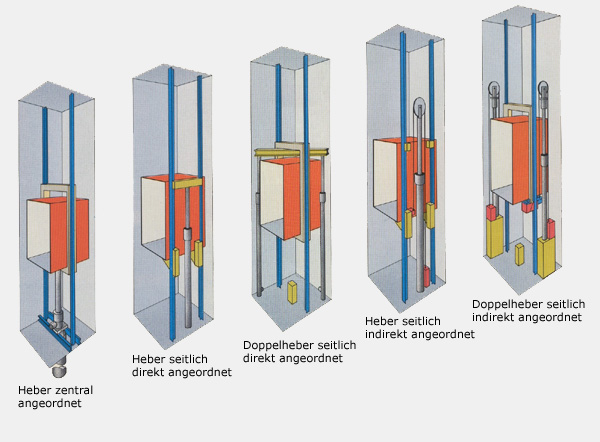 Heber zentral
angeordnet
Heber seitlich
direkt angeordnet
Doppelheber seitlich
direkt angeordnet
Heber seitlich
indirekt angeordnet
Doppelheber seitlich
indirekt angeordnet